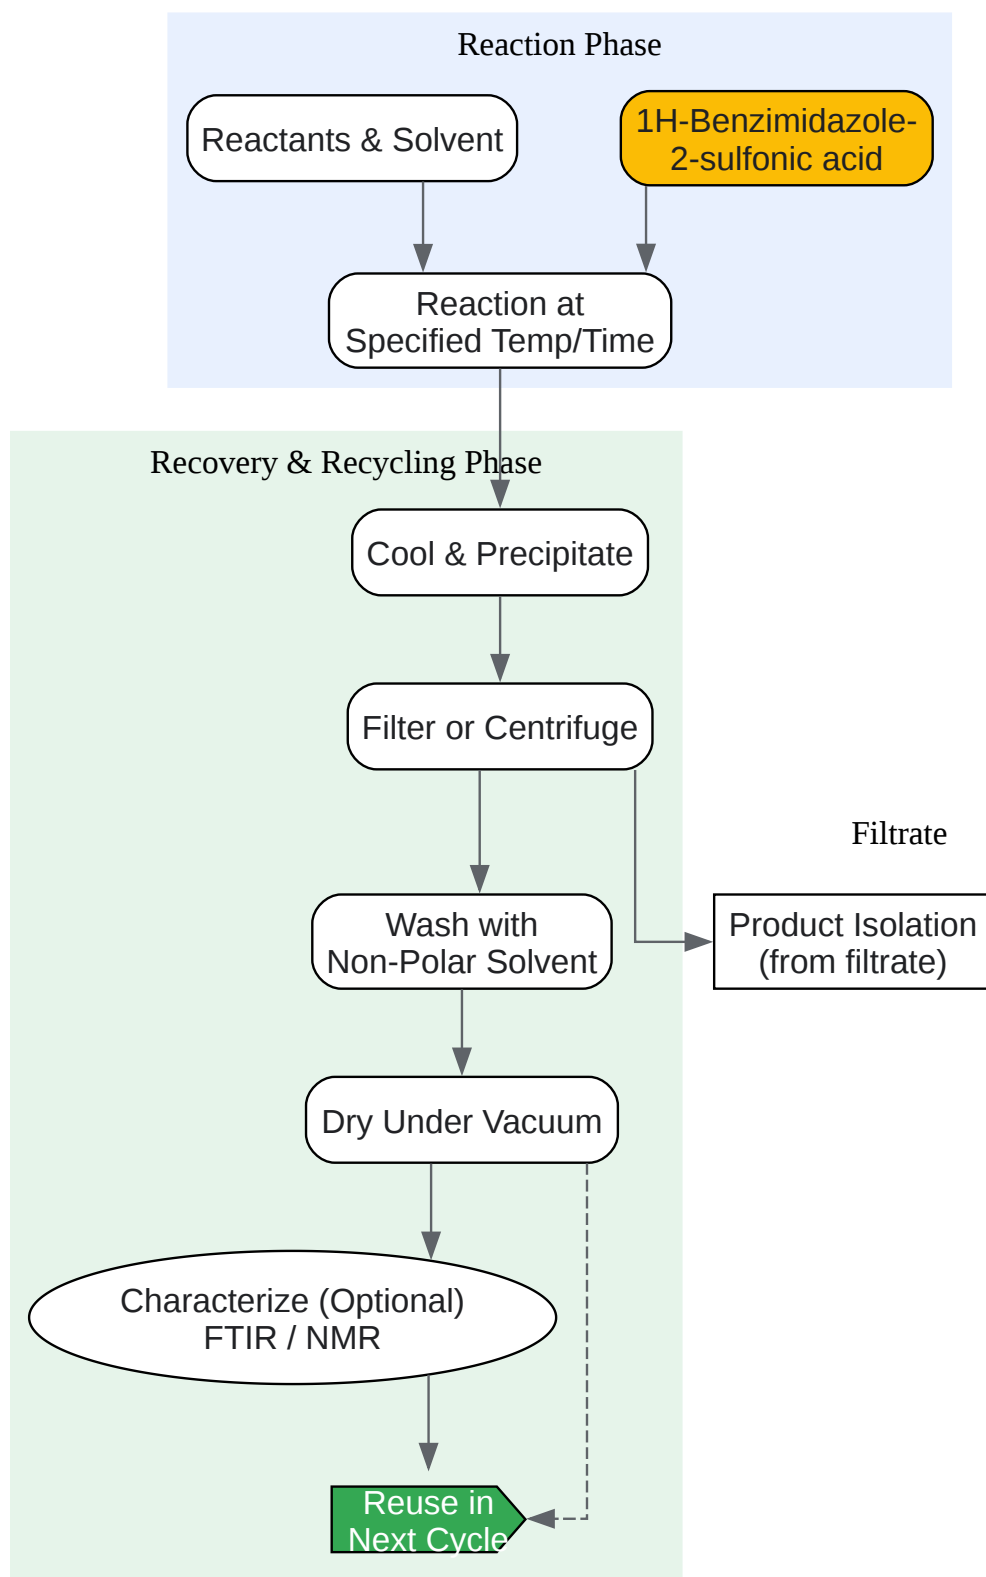 Reaction Phase
Reactants & Solvent
1H-Benzimidazole-
2-sulfonic acid
Reaction at
Specified Temp/Time
Recovery & Recycling Phase
Cool & Precipitate
Filter or Centrifuge
Filtrate
Wash with
Non-Polar Solvent
Product Isolation
(from filtrate)
Dry Under Vacuum
Characterize (Optional)
FTIR / NMR
Reuse in
Next Cycle